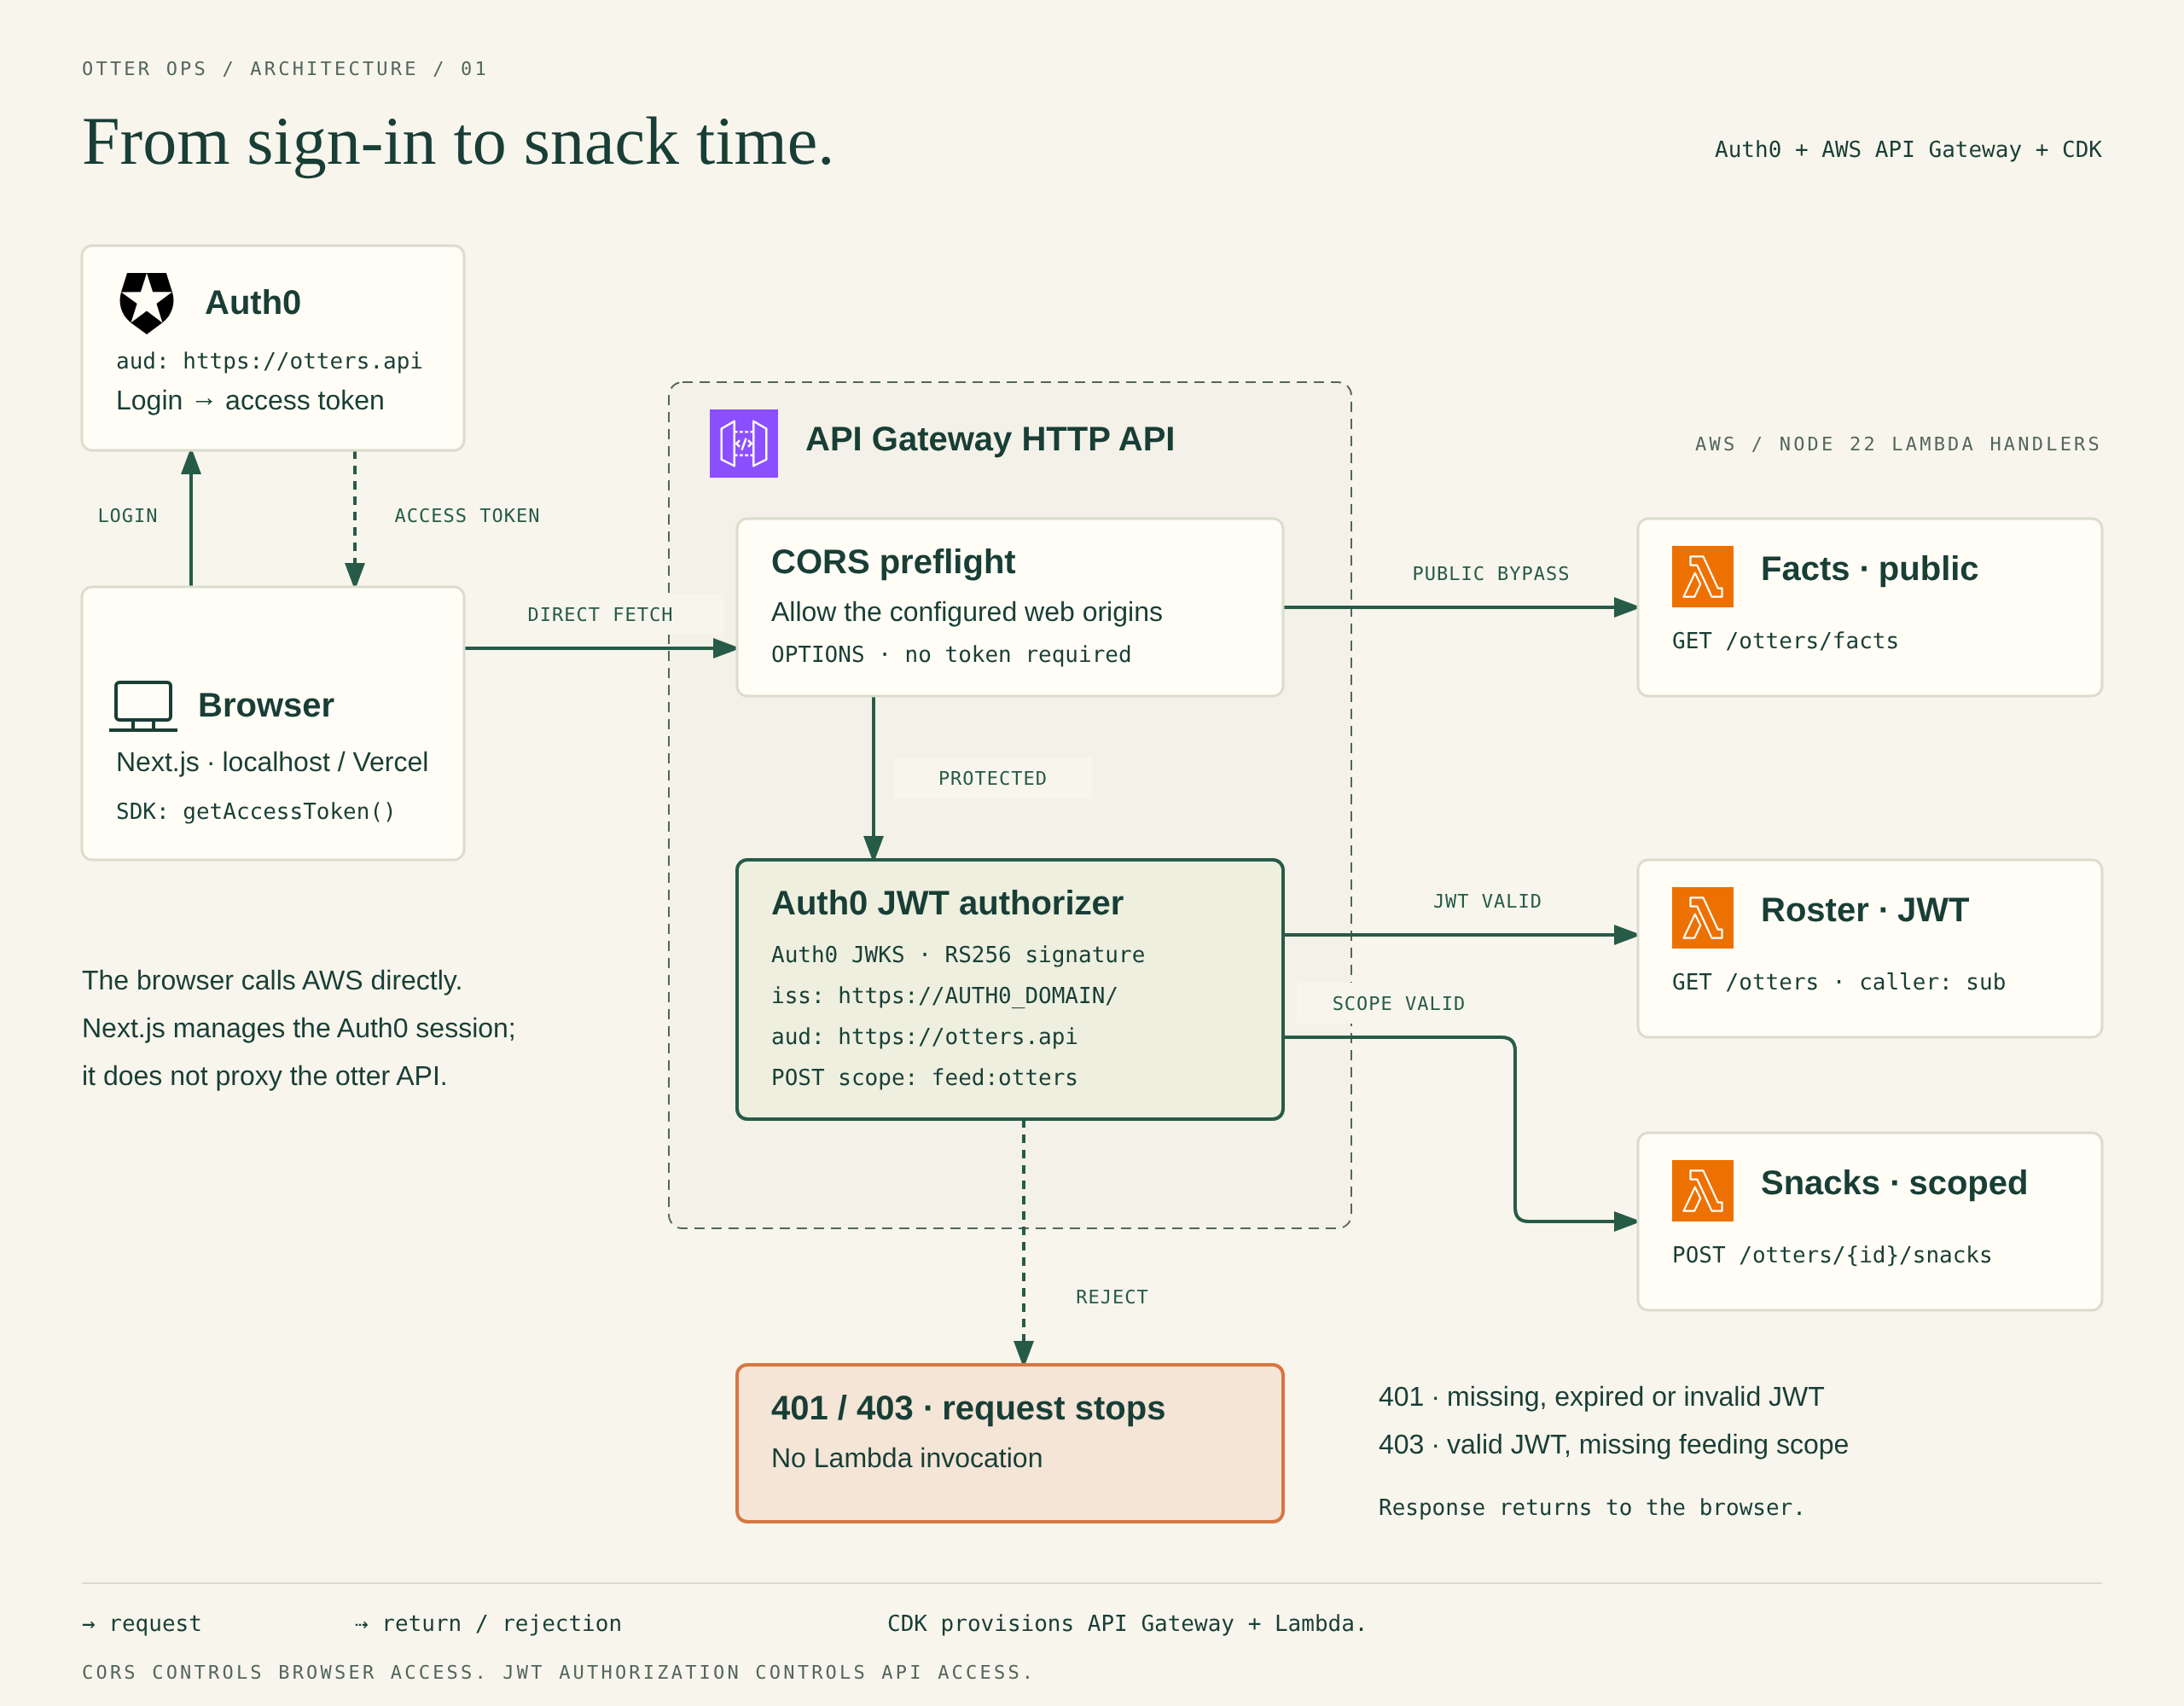 OTTER OPS / ARCHITECTURE / 01
From sign-in to snack time.
Auth0 + AWS API Gateway + CDK
Auth0
aud: https://otters.api
Login → access token
LOGIN
ACCESS TOKEN
Browser
Next.js · localhost / Vercel
SDK: getAccessToken()
The browser calls AWS directly.
Next.js manages the Auth0 session;
it does not proxy the otter API.
DIRECT FETCH
API Gateway HTTP API
CORS preflight
Allow the configured web origins
OPTIONS · no token required
PROTECTED
Auth0 JWT authorizer
Auth0 JWKS · RS256 signature
iss: https://AUTH0_DOMAIN/
aud: https://otters.api
POST scope: feed:otters
REJECT
401 / 403 · request stops
No Lambda invocation
PUBLIC BYPASS
JWT VALID
SCOPE VALID
AWS / NODE 22 LAMBDA HANDLERS
Facts · public
GET /otters/facts
Roster · JWT
GET /otters · caller: sub
Snacks · scoped
POST /otters/{id}/snacks
401 · missing, expired or invalid JWT
403 · valid JWT, missing feeding scope
Response returns to the browser.
→ request
⇢ return / rejection
CDK provisions API Gateway + Lambda.
CORS CONTROLS BROWSER ACCESS. JWT AUTHORIZATION CONTROLS API ACCESS.